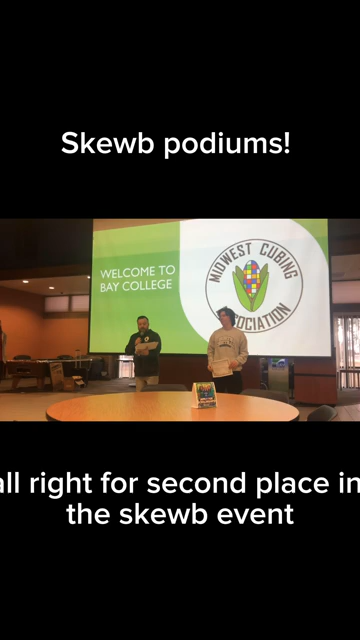 Skewb podiums!
WELCOME TO
BAY COLLEGE
MIDWEST CUBING
ASSOCIATION
all right for second place in
the skewb event